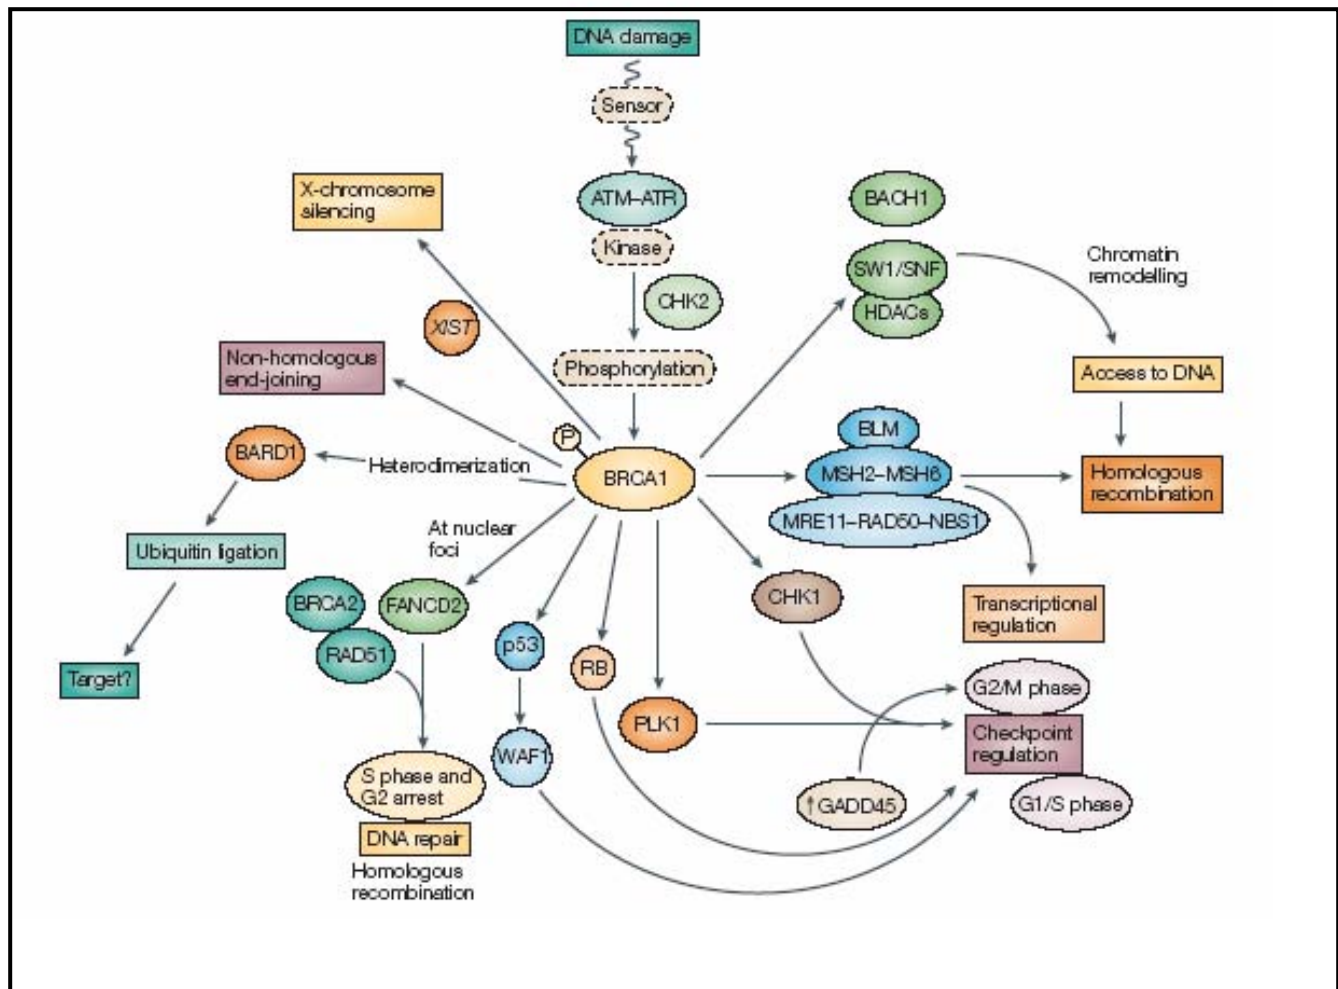 DNA damage
Sensor
ATM–ATR
Kinase
CHK2
Phosphorylation
X-chromosome
silencing
XIST
Non-homologous
end-joining
BARD1
Heterodimerization
P
BRCA1
Ubiquitin ligation
Target?
At nuclear
foci
BRCA2
FANCD2
RAD51
S phase and
G2 arrest
DNA repair
Homologous
recombination
p53
WAF1
RB
PLK1
CHK1
↑GADD45
BACH1
SW1/SNF
HDACs
Chromatin
remodelling
Access to DNA
BLM
MSH2–MSH6
MRE11–RAD50–NBS1
Homologous
recombination
Transcriptional
regulation
G2/M phase
Checkpoint
regulation
G1/S phase